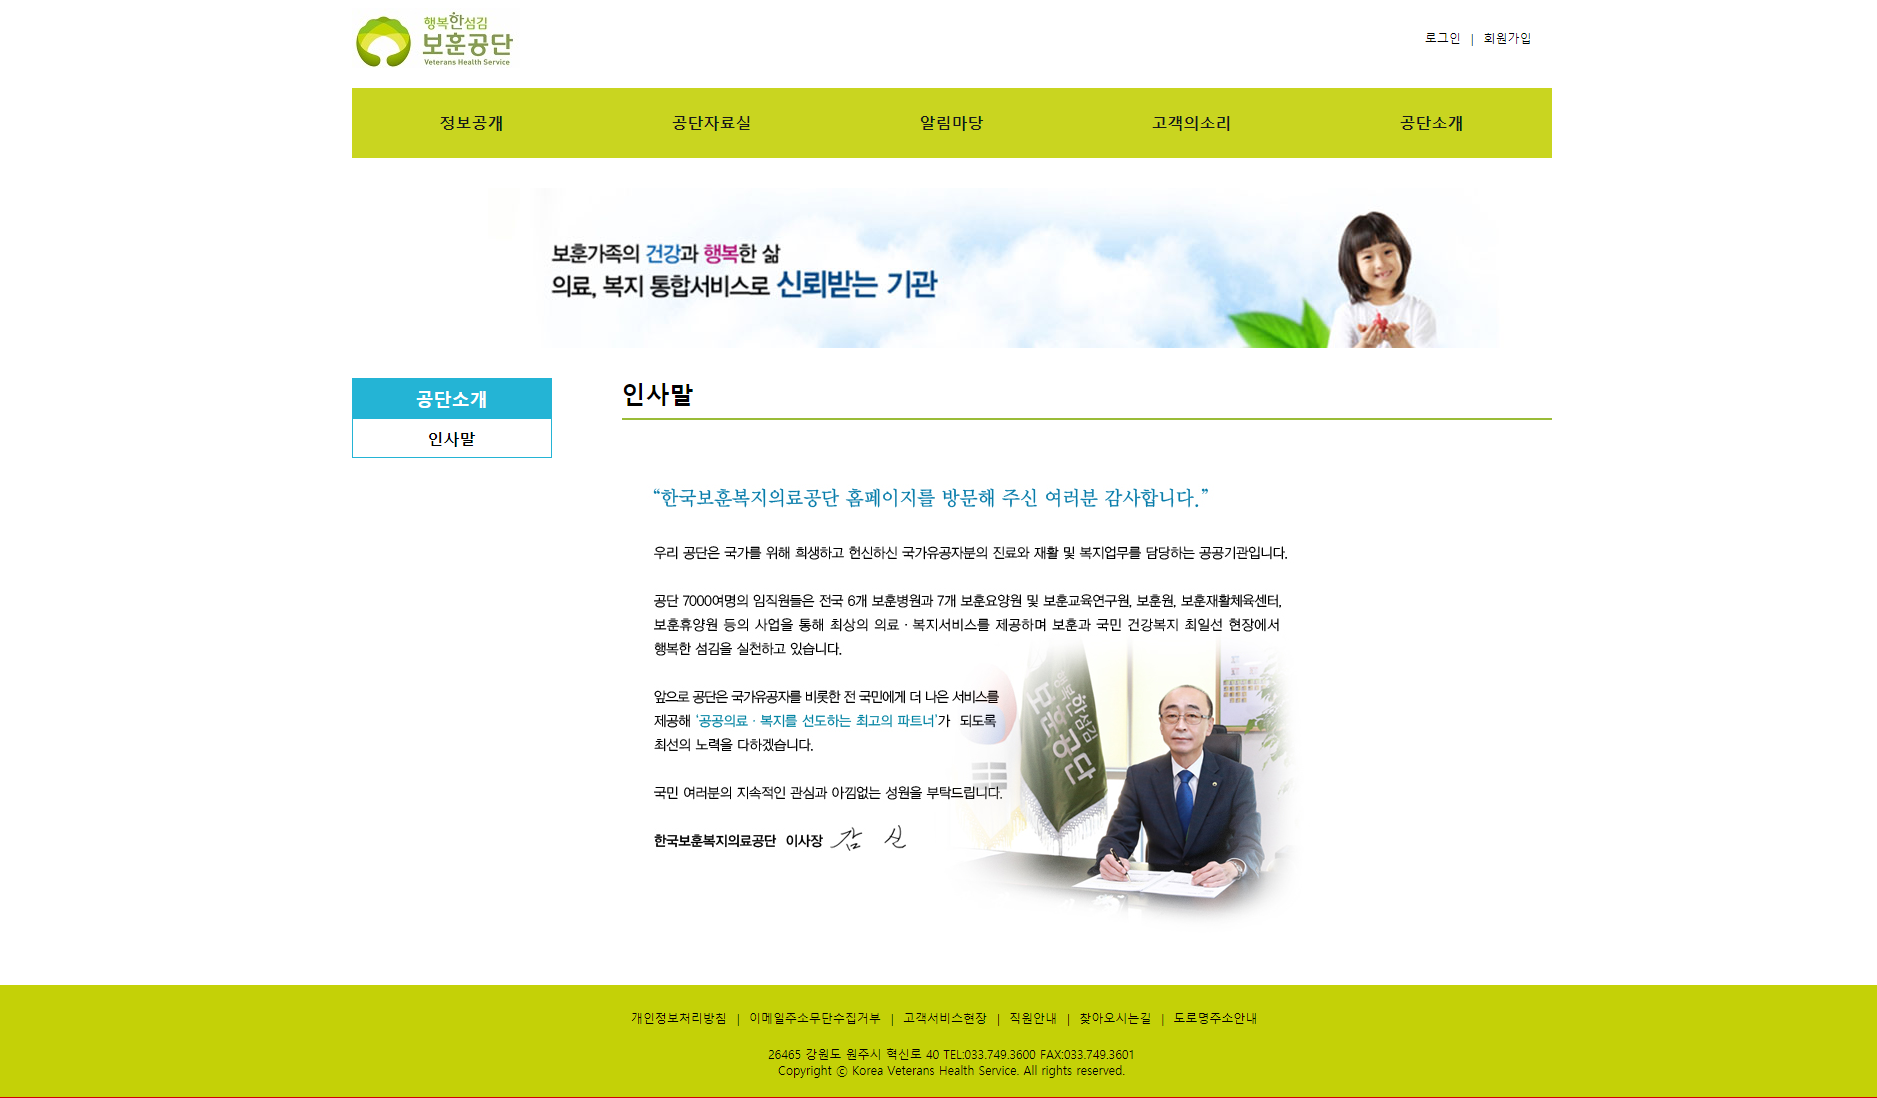 행복한섬김
보훈공단
Veterans Health Service
로그인 | 회원가입
정보공개 공단자료실 알림마당 고객의소리 공단소개
보훈가족의 건강과 행복한 삶
의료, 복지 통합서비스로 신뢰받는 기관
공단소개
인사말
인사말
“한국보훈복지의료공단 홈페이지를 방문해 주신 여러분 감사합니다.”
우리 공단은 국가를 위해 희생하고 헌신하신 국가유공자분의 진료와 재활 및 복지업무를 담당하는 공공기관입니다.
공단 7000여명의 임직원들은 전국 6개 보훈병원과 7개 보훈요양원 및 보훈교육연구원, 보훈원, 보훈재활체육센터,
보훈휴양원 등의 사업을 통해 최상의 의료 · 복지서비스를 제공하며 보훈과 국민 건강복지 최일선 현장에서
행복한 섬김을 실천하고 있습니다.
앞으로 공단은 국가유공자를 비롯한 전 국민에게 더 나은 서비스를
제공해 ‘공공의료 · 복지를 선도하는 최고의 파트너’가 되도록
최선의 노력을 다하겠습니다.
국민 여러분의 지속적인 관심과 아낌없는 성원을 부탁드립니다.
한국보훈복지의료공단 이사장
행복한섬김
보훈공단
개인정보처리방침 | 이메일주소무단수집거부 | 고객서비스현장 | 직원안내 | 찾아오시는길 | 도로명주소안내
26465 강원도 원주시 혁신로 40 TEL:033.749.3600 FAX:033.749.3601
Copyright ⓒ Korea Veterans Health Service. All rights reserved.